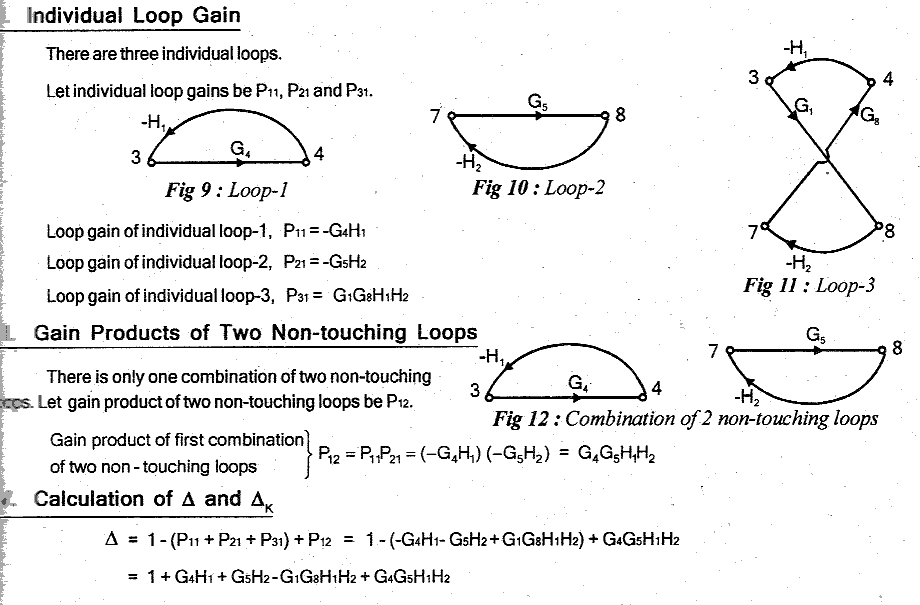 Individual Loop Gain
There are three individual loops.
Let individual loop gains be P11, P21 and P31.
-H1
3
G4
4
Fig 9 : Loop-1
7
G5
8
-H2
Fig 10 : Loop-2
-H1
3
4
G1
G8
7
8
-H2
Fig 11 : Loop-3
Loop gain of individual loop-1, P11 = -G4H1
Loop gain of individual loop-2, P21 = -G5H2
Loop gain of individual loop-3, P31 = G1G8H1H2
Gain Products of Two Non-touching Loops
There is only one combination of two non-touching
Let gain product of two non-touching loops be P12.
-H1
3
G4
4
7
G5
8
-H2
Fig 12 : Combination of 2 non-touching loops
Gain product of first combination
of two non - touching loops
P12 = P11P21 = (-G4H1) (-G5H2) = G4G5H1H2
Calculation of Δ and ΔK
Δ = 1 - (P11 + P21 + P31) + P12 = 1 - (-G4H1- G5H2+G1G8H1H2) + G4G5H1H2
= 1 + G4H1 + G5H2 -G1G8H1H2 + G4G5H1H2